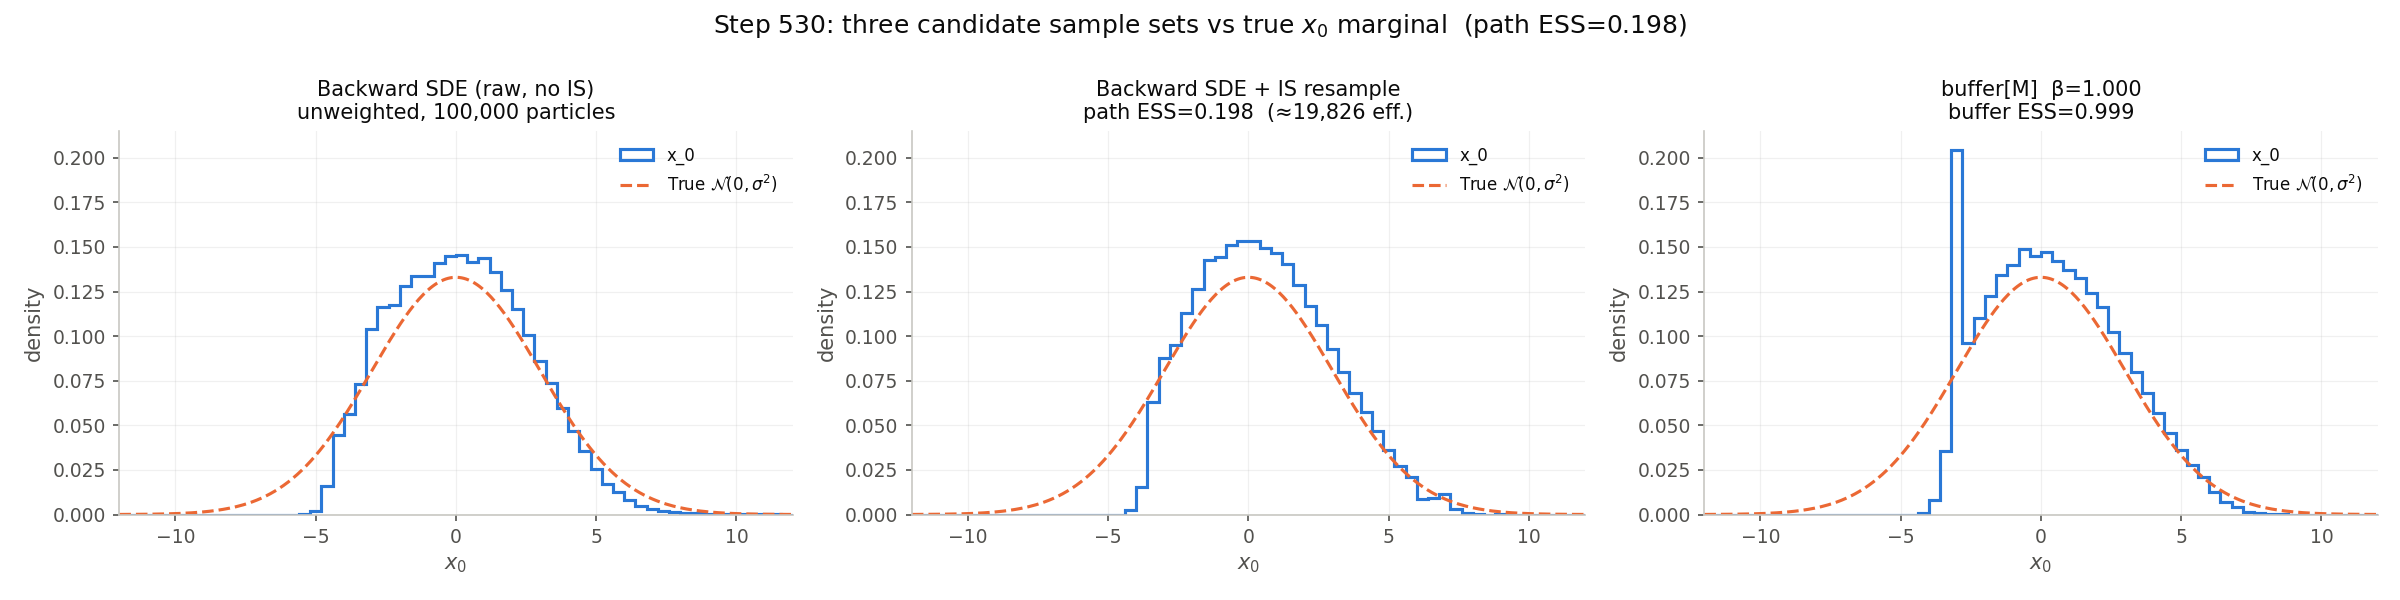 Step 530: three candidate sample sets vs true x₀ marginal (path ESS=0.198)
Backward SDE (raw, no IS)
unweighted, 100,000 particles
0.200
0.175
0.150
0.125
0.100
0.075
0.050
0.025
0.000
density
x_0
True 𝒩(0, σ²)
−10
−5
0
5
10
x₀
Backward SDE + IS resample
path ESS=0.198 (≈19,826 eff.)
0.200
0.175
0.150
0.125
0.100
0.075
0.050
0.025
0.000
density
x_0
True 𝒩(0, σ²)
−10
−5
0
5
10
x₀
buffer[M] β=1.000
buffer ESS=0.999
0.200
0.175
0.150
0.125
0.100
0.075
0.050
0.025
0.000
density
x_0
True 𝒩(0, σ²)
−10
−5
0
5
10
x₀